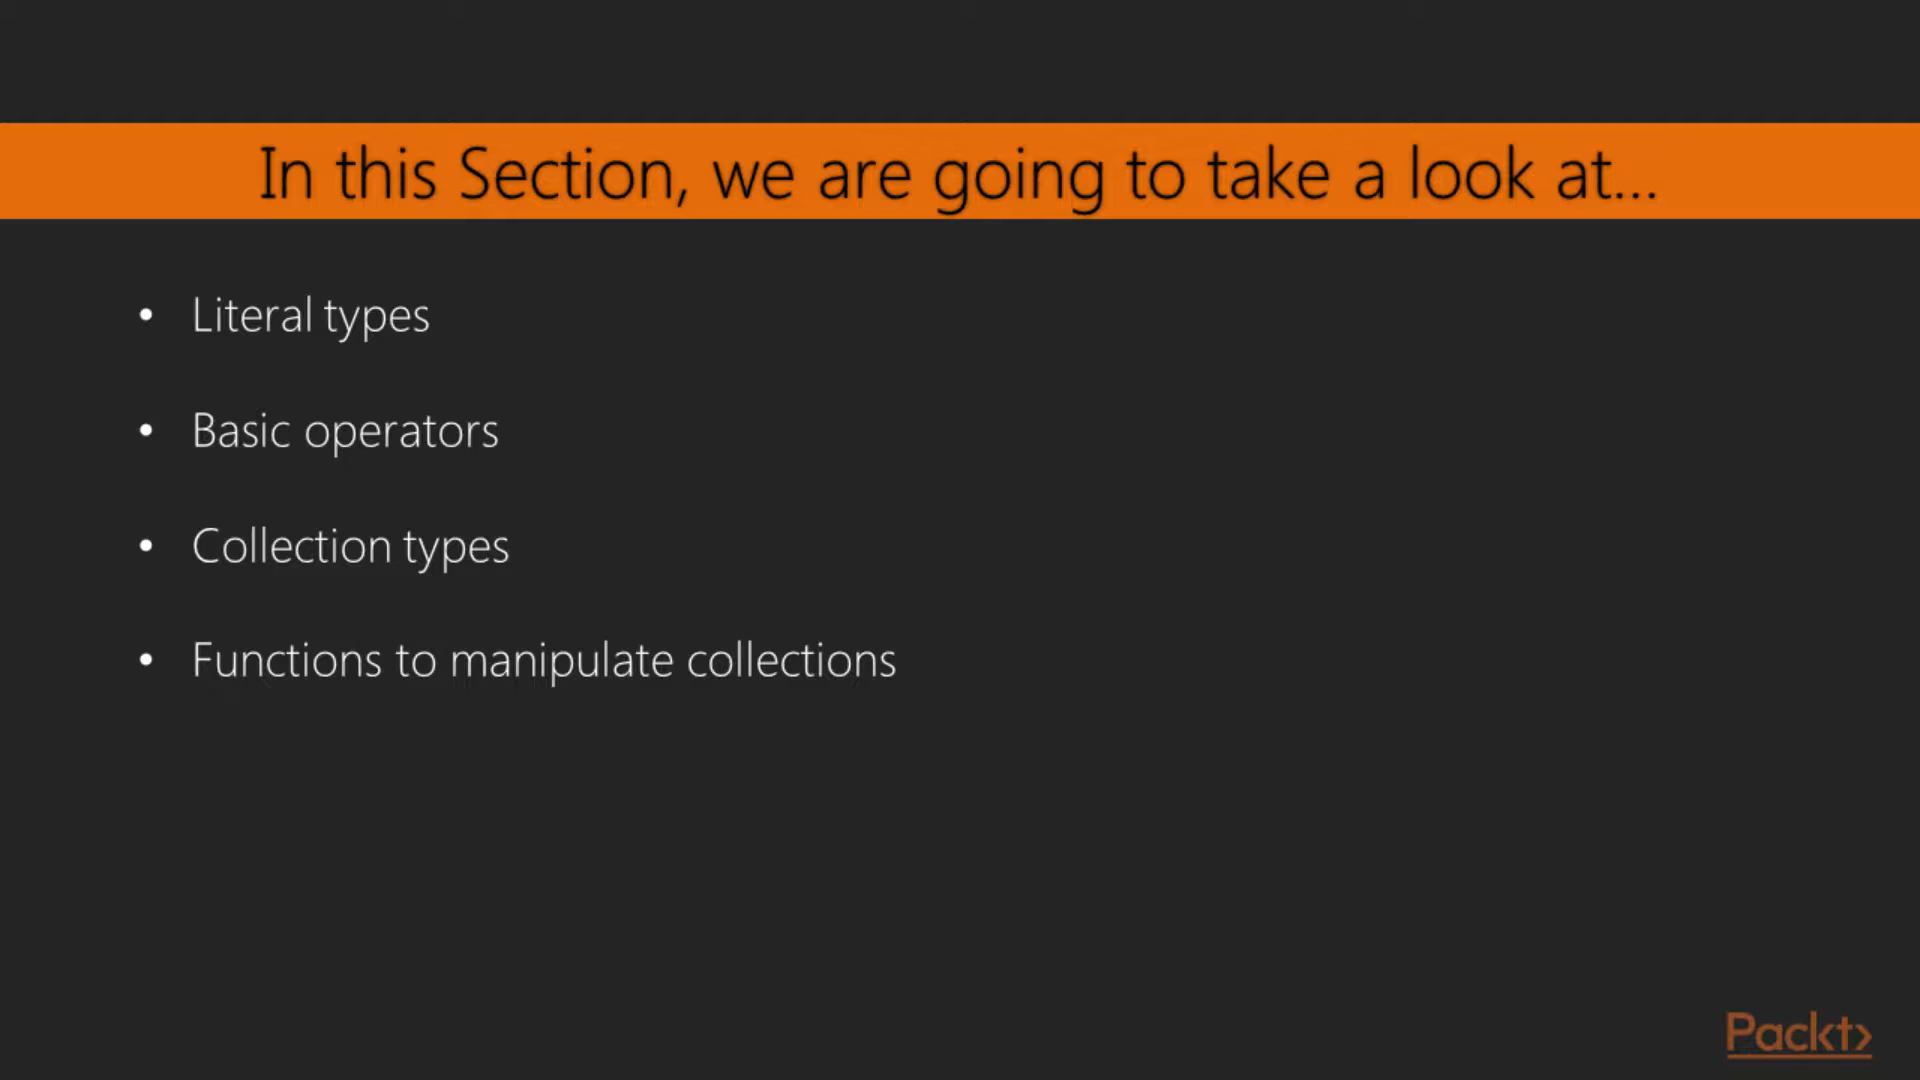 In this Section, we are going to take a look at...
• Literal types
• Basic operators
• Collection types
• Functions to manipulate collections
Packt>